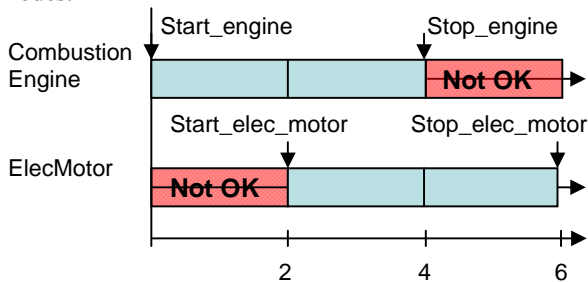 Start_engine
Stop_engine
Combustion
Engine
Not OK
Start_elec_motor
Stop_elec_motor
ElecMotor
Not OK
2
4
6